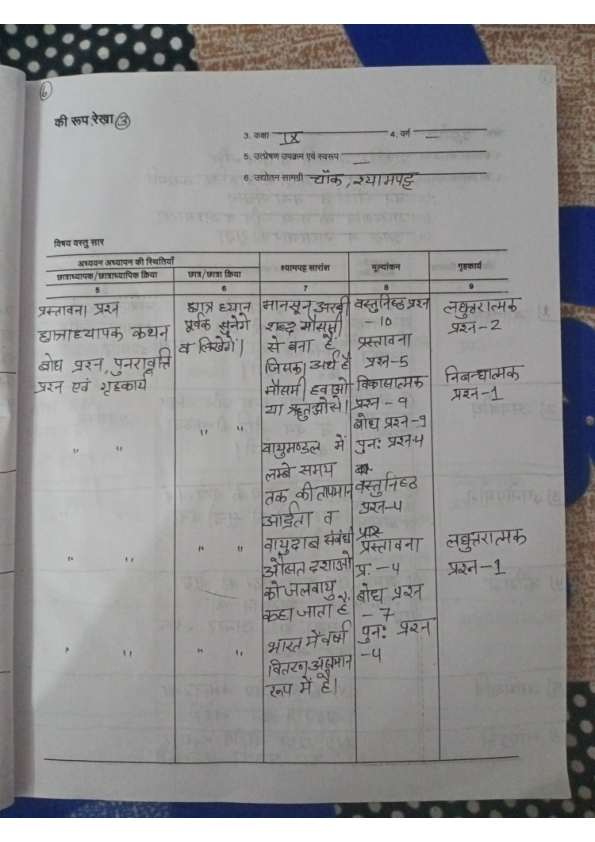 6
की रूप रेखा 3
3. कक्षा IX 4. वर्ग —
5. उत्प्रेरण उपक्रम एवं स्वरूप —
6. उद्योतन सामग्री चॉक, श्यामपट्ट
विषय वस्तु सार
अध्ययन अध्यापन की स्थितियाँ
छात्राध्यापक/छात्राध्यापिक क्रिया
छात्र/छात्रा क्रिया
श्यामपट्ट सारांश
मूल्यांकन
गृहकार्य
5 6 7 8 9
प्रस्तावना प्रश्न
छात्राध्यापक कथन
बोध प्रश्न, पुनरावृत्ति
प्रश्न एवं गृहकार्य
" "
" "
" "
छात्र ध्यान
पूर्वक सुनेगे
व लिखेगें।
" "
" "
" "
मानसून अरबी
शब्द मौसमी
से बना है
जिसका अर्थ है
मौसमी हवाओ
या ऋतुओसे।
वायुमण्डल में
लम्बे समय
तक की तापमान
आर्द्रता व
वायुदाब संबंधी
औसत दशाओ
को जलवायु
कहा जाता है
भारत में वर्षा
वितरण असमान
रूप में है।
वस्तुनिष्ठ प्रश्न
- 10
प्रस्तावना
प्रश्न-5
विकासात्मक
प्रश्न - 9
बोध प्रश्न-9
पुनः प्रश्न-4
वस्तुनिष्ठ
प्रश्न-4
प्रस्तावना
प्र: -4
बोध प्रश्न
- 7
पुनः प्रश्न
-4
लघुत्तरात्मक
प्रश्न-2
निबन्धात्मक
प्रश्न-1
लघुत्तरात्मक
प्रश्न-1